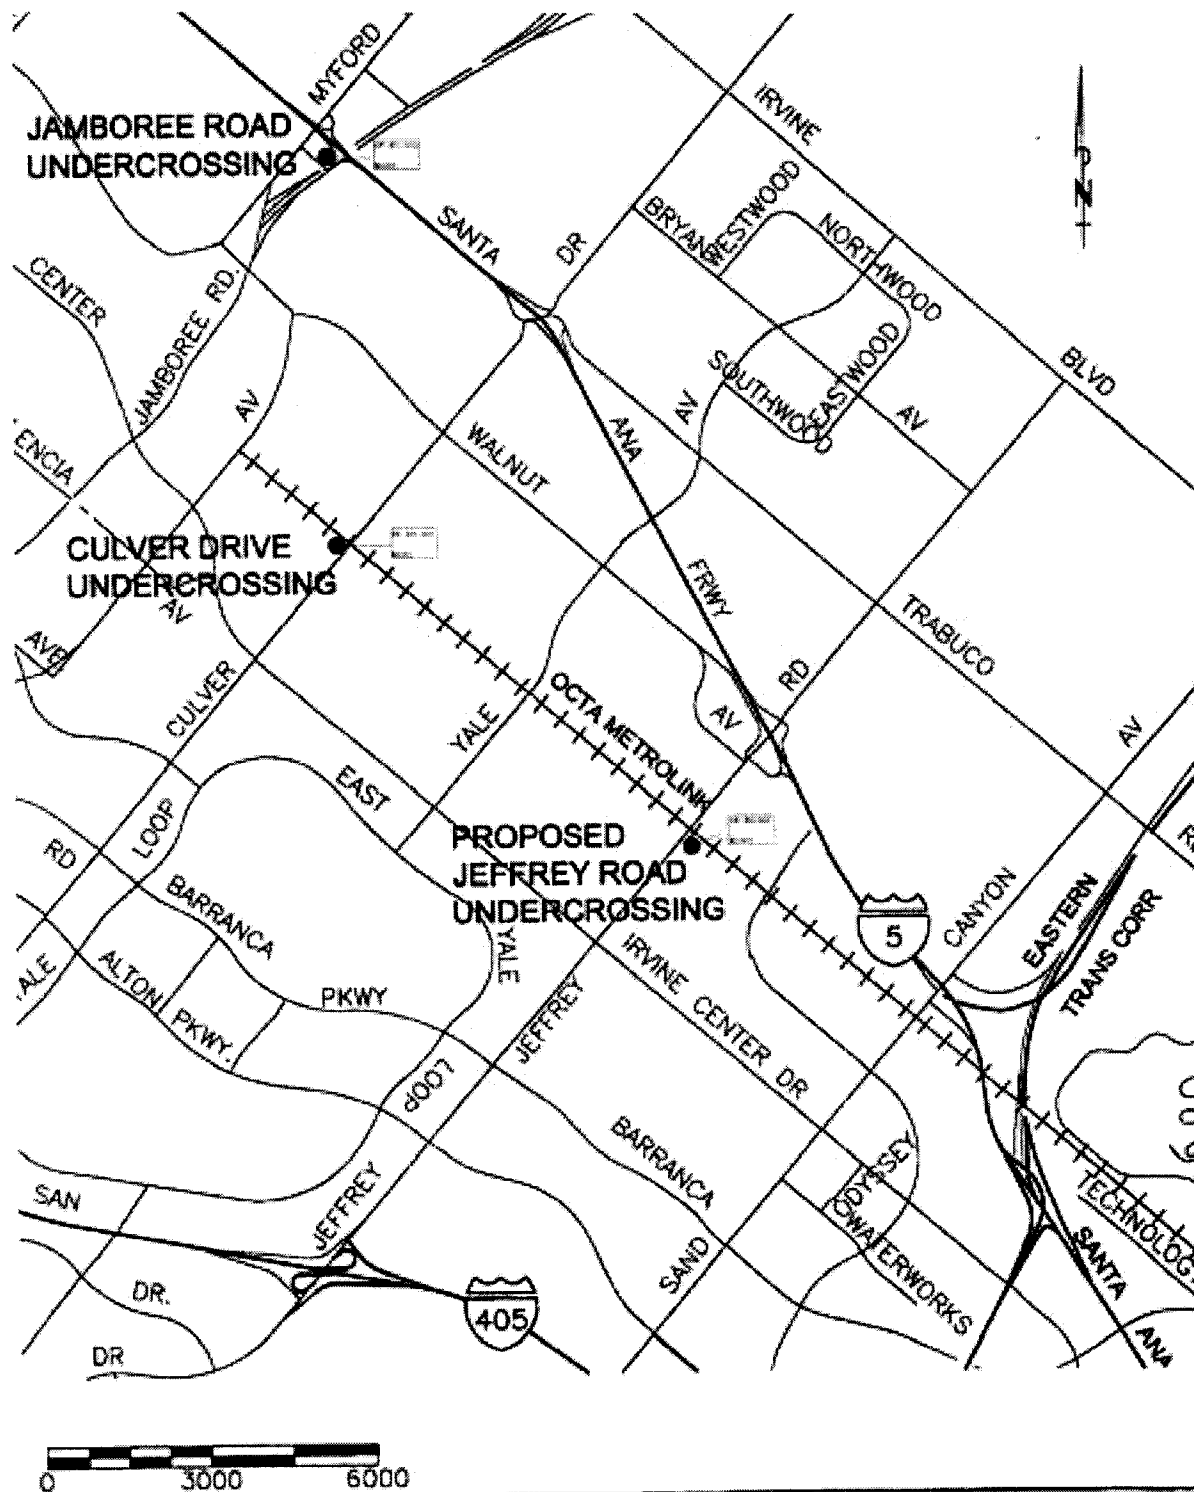 MYFORD
JAMBOREE ROAD
UNDERCROSSING
IRVINE
N
SANTA
DR
BRYAN
WESTWOOD
NORTHWOOD
CENTER
JAMBOREE RD.
BLVD
SOUTHWOOD
EASTWOOD
AV
AV
AV
ANA
WALNUT
ENCIA
CULVER DRIVE
UNDERCROSSING
AV
FRWY
TRABUCO
AVE
CULVER
RD
OCTA METROLINK
AV
YALE
AV
EAST
LOOP
RD
PROPOSED
JEFFREY ROAD
UNDERCROSSING
BARRANCA
5
CANYON
EASTERN
TRANS CORR
YALE
ALE
ALTON
PKWY.
PKWY
JEFFREY
IRVINE CENTER DR
LOOP
BARRANCA
ODYSSEY
SAN
JEFFREY
TECHNOLOG
SAND
WATERWORKS
SANTA
ANA
DR.
405
DR
0 3000 6000